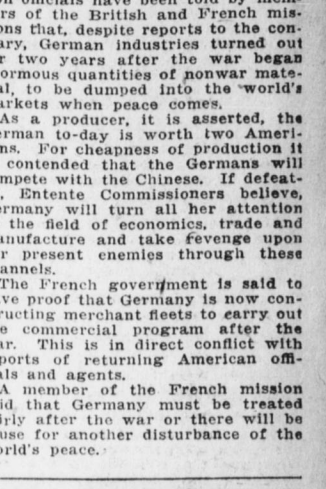 on officials have been told by mem-
rs of the British and French mis-
ons that, despite reports to the con-
ary, German industries turned out
r two years after the war began
ormous quantities of nonwar mate-
al, to be dumped into the world's
arkets when peace comes.
As a producer, it is asserted, the
erman to-day is worth two Ameri-
ns. For cheapness of production it
contended that the Germans will
mpete with the Chinese. If defeat-
, Entente Commissioners believe,
ermany will turn all her attention
the field of economics, trade and
anufacture and take revenge upon
r present enemies through these
annels.
The French government is said to
ve proof that Germany is now con-
ructing merchant fleets to carry out
e commercial program after the
ar. This is in direct conflict with
ports of returning American offi-
als and agents.
A member of the French mission
id that Germany must be treated
irly after the war or there will be
use for another disturbance of the
orld's peace.